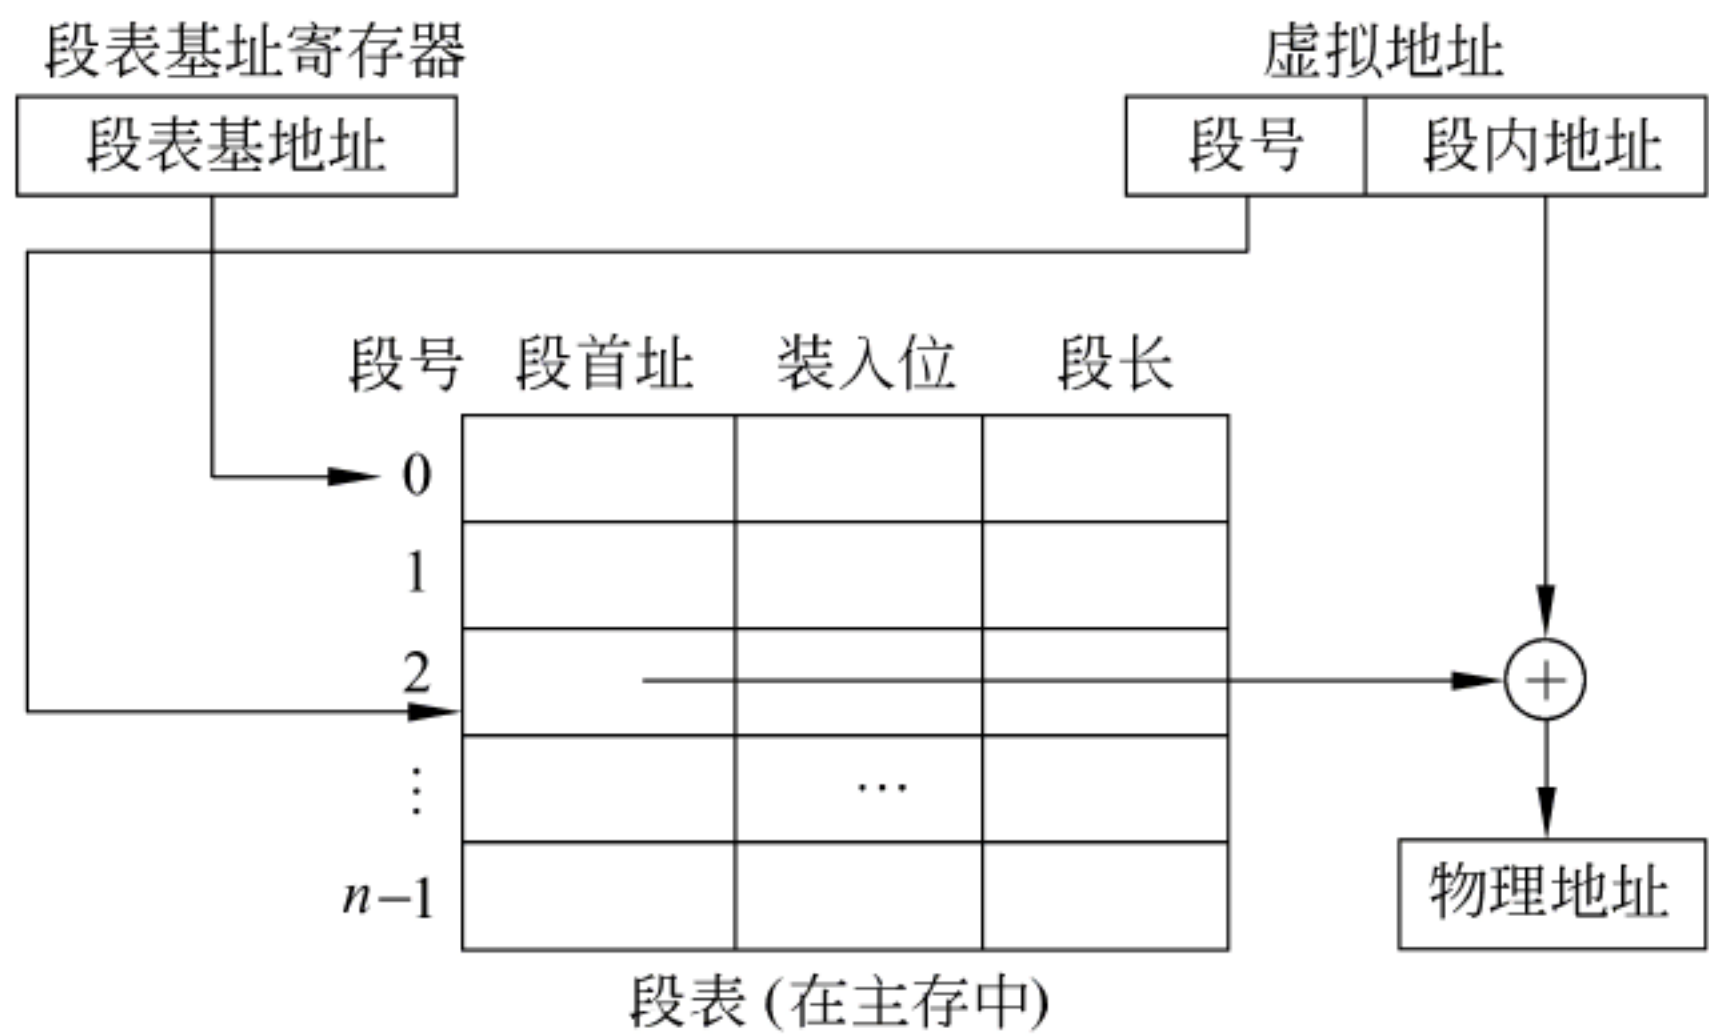 段表基址寄存器
虚拟地址
段表基地址
段号 段内地址
段号 段首址 装入位 段长
0
1
2
+
⋮
…
n−1
物理地址
段表 (在主存中)